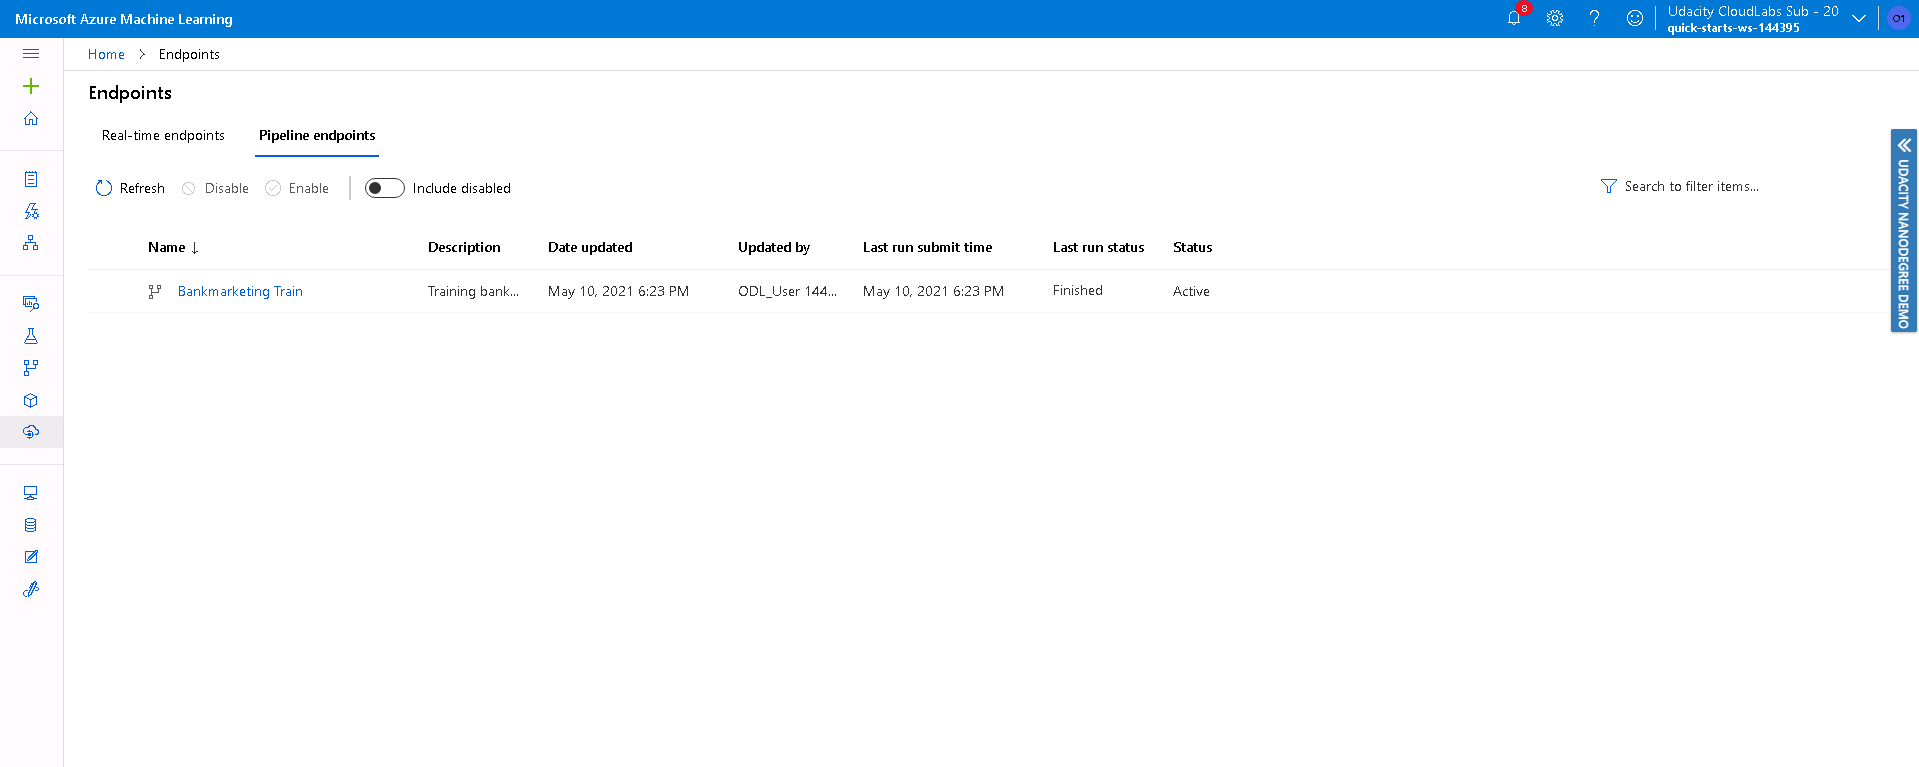 Microsoft Azure Machine Learning
8
Udacity CloudLabs Sub - 20
quick-starts-ws-144395
O1
Home > Endpoints
Endpoints
Real-time endpoints Pipeline endpoints
Refresh Disable Enable Include disabled Search to filter items...
Name ↓ Description Date updated Updated by Last run submit time Last run status Status
Bankmarketing Train Training bank... May 10, 2021 6:23 PM ODL_User 144... May 10, 2021 6:23 PM Finished Active
UDACITY NANODEGREE DEMO